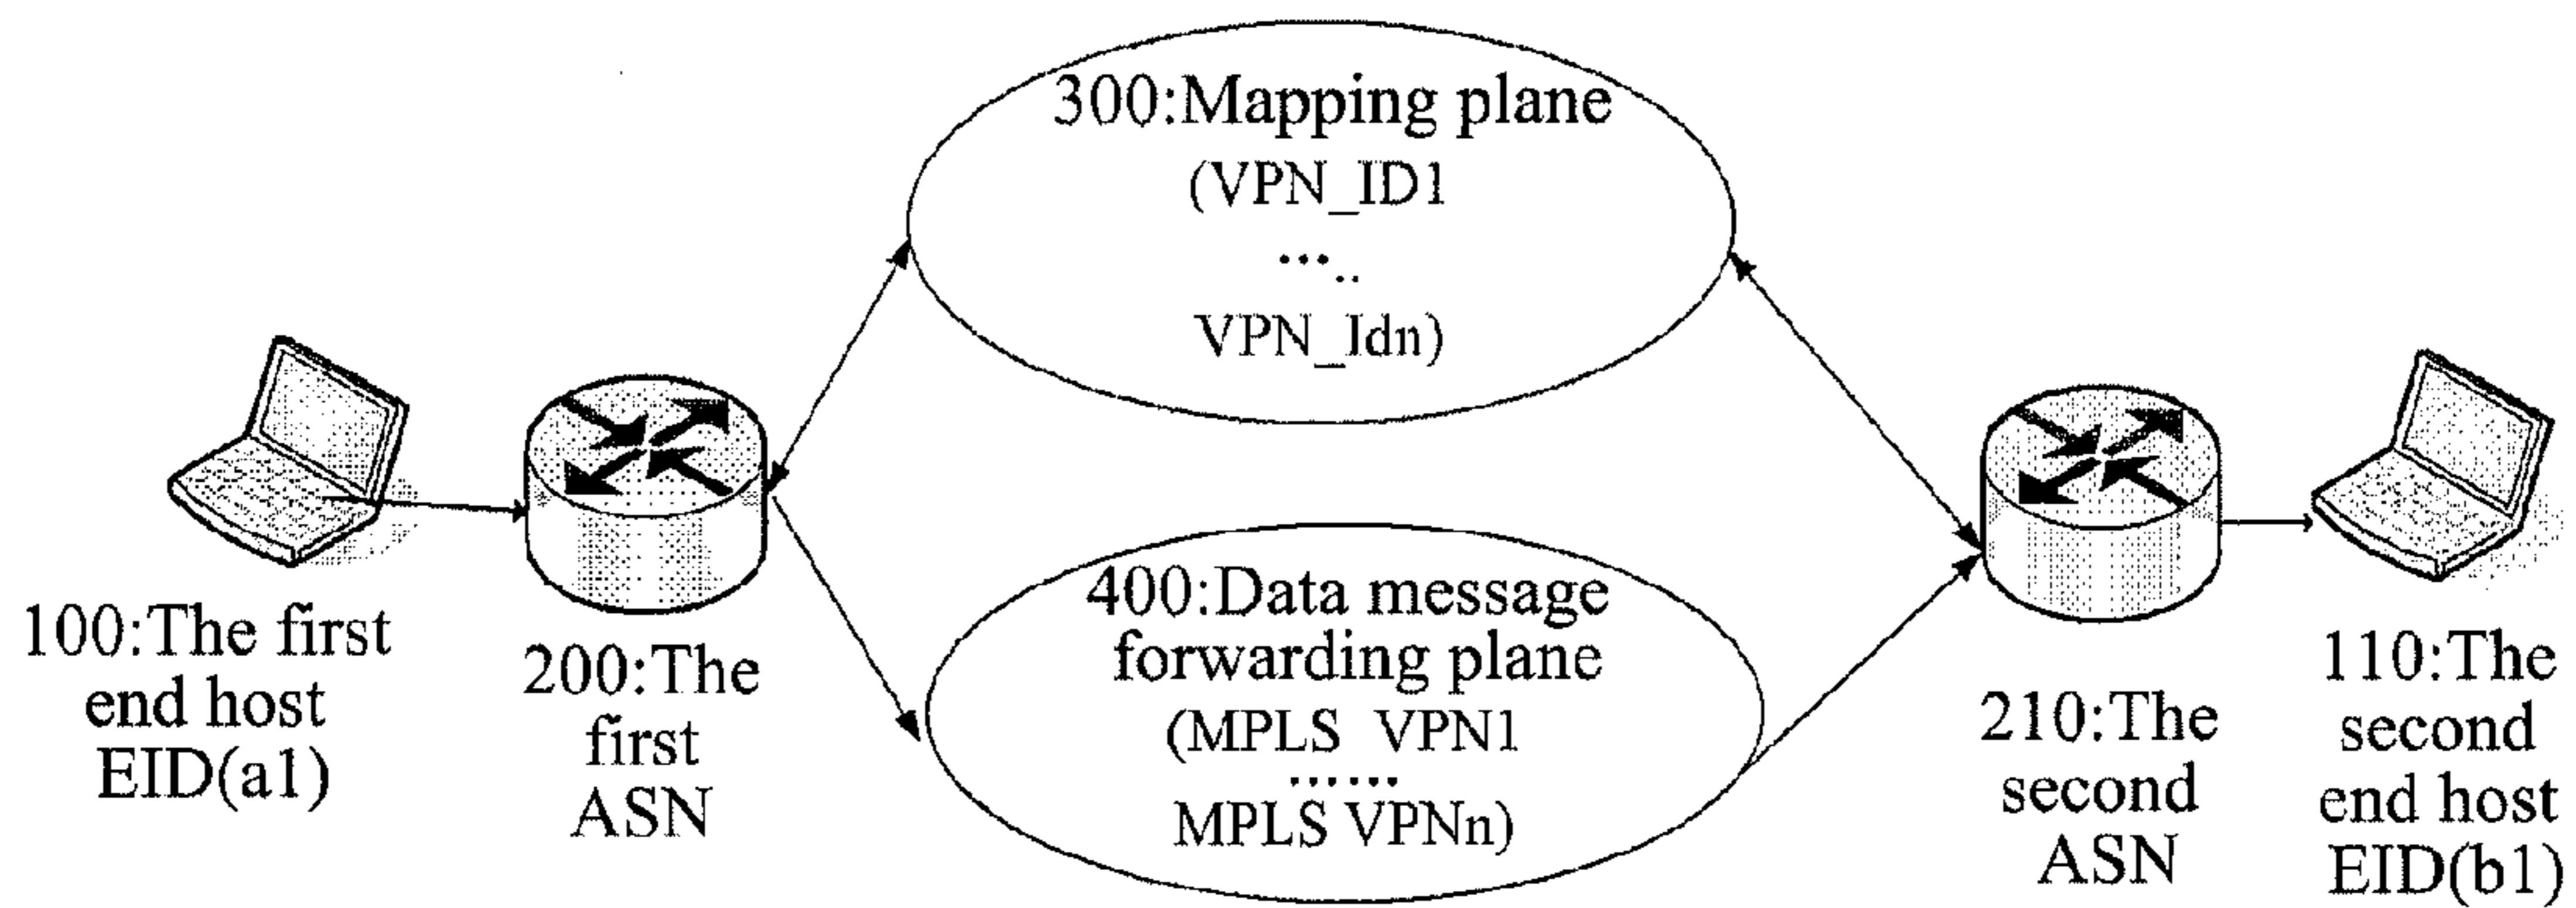 300:Mapping plane
(VPN_ID1
.....
VPN_Idn)
400:Data message
forwarding plane
(MPLS VPN1
......
MPLS VPNn)
100:The first
end host
EID(a1)
200:The
first
ASN
210:The
second
ASN
110:The
second
end host
EID(b1)